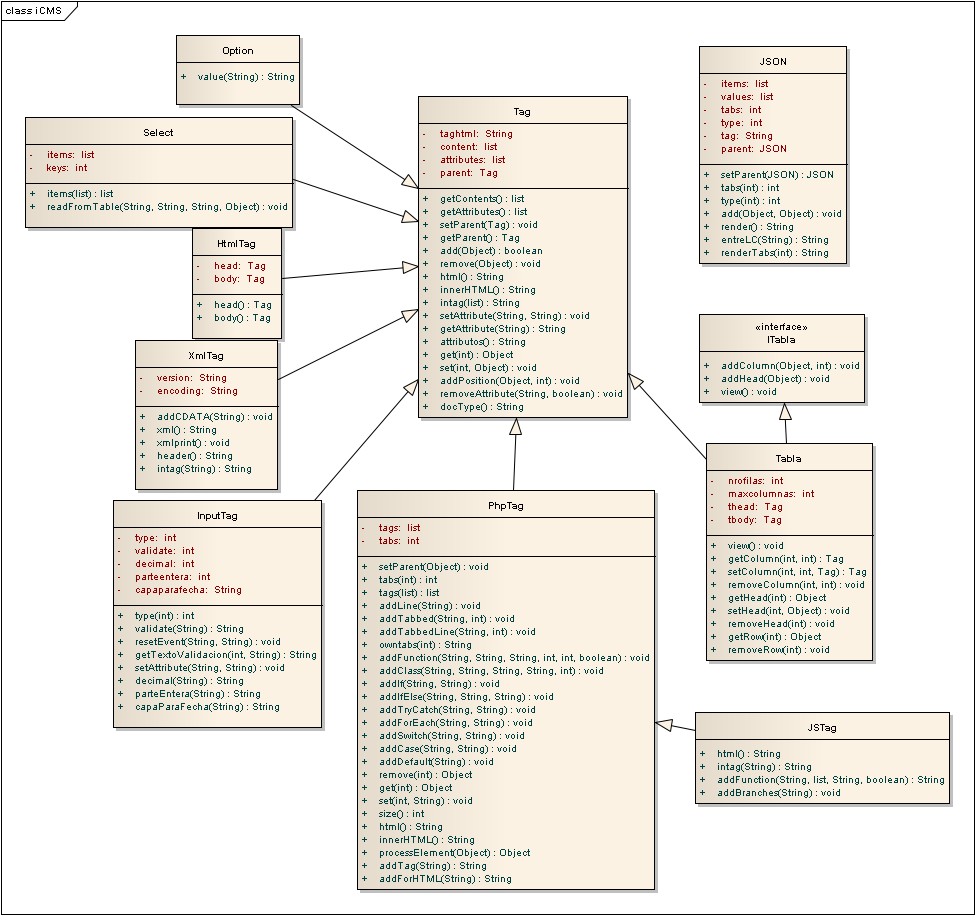 class iCMS
Option
+ value(String) : String
Select
- items: list
- keys: int
+ items(list) : list
+ readFromTable(String, String, String, Object) : void
HtmlTag
- head: Tag
- body: Tag
+ head() : Tag
+ body() : Tag
XmlTag
- version: String
- encoding: String
+ addCDATA(String) : void
+ xml() : String
+ xmlprint() : void
+ header() : String
+ intag(String) : String
InputTag
- type: int
- validate: int
- decimal: int
- parteentera: int
- capaparafecha: String
+ type(int) : int
+ validate(String) : String
+ resetEvent(String, String) : void
+ getTextoValidacion(int, String) : String
+ setAttribute(String, String) : void
+ decimal(String) : String
+ parteEntera(String) : String
+ capaParaFecha(String) : String
Tag
- taghtml: String
- content: list
- attributes: list
- parent: Tag
+ getContents() : list
+ getAttributes() : list
+ setParent(Tag) : void
+ getParent() : Tag
+ add(Object) : boolean
+ remove(Object) : void
+ html() : String
+ innerHTML() : String
+ intag(list) : String
+ setAttribute(String, String) : void
+ getAttribute(String) : String
+ attributos() : String
+ get(int) : Object
+ set(int, Object) : void
+ addPosition(Object, int) : void
+ removeAttribute(String, boolean) : void
+ docType() : String
PhpTag
- tags: list
- tabs: int
+ setParent(Object) : void
+ tabs(int) : int
+ tags(list) : list
+ addLine(String) : void
+ addTabbed(String, int) : void
+ addTabbedLine(String, int) : void
+ owntabs(int) : String
+ addFunction(String, String, String, int, int, boolean) : void
+ addClass(String, String, String, String, int) : void
+ addIf(String, String) : void
+ addIfElse(String, String, String) : void
+ addTryCatch(String, String) : void
+ addForEach(String, String) : void
+ addSwitch(String, String) : void
+ addCase(String, String) : void
+ addDefault(String) : void
+ remove(int) : Object
+ get(int) : Object
+ set(int, String) : void
+ size() : int
+ html() : String
+ innerHTML() : String
+ processElement(Object) : Object
+ addTag(String) : String
+ addForHTML(String) : String
JSON
- items: list
- values: list
- tabs: int
- type: int
- tag: String
- parent: JSON
+ setParent(JSON) : JSON
+ tabs(int) : int
+ type(int) : int
+ add(Object, Object) : void
+ render() : String
+ entreLC(String) : String
+ renderTabs(int) : String
«interface»
ITabla
+ addColumn(Object, int) : void
+ addHead(Object) : void
+ view() : void
Tabla
- nrofilas: int
- maxcolumnas: int
- thead: Tag
- tbody: Tag
+ view() : void
+ getColumn(int, int) : Tag
+ setColumn(int, int, Tag) : Tag
+ removeColumn(int, int) : void
+ getHead(int) : Object
+ setHead(int, Object) : void
+ removeHead(int) : void
+ getRow(int) : Object
+ removeRow(int) : void
JSTag
+ html() : String
+ intag(String) : String
+ addFunction(String, list, String, boolean) : String
+ addBranches(String) : void